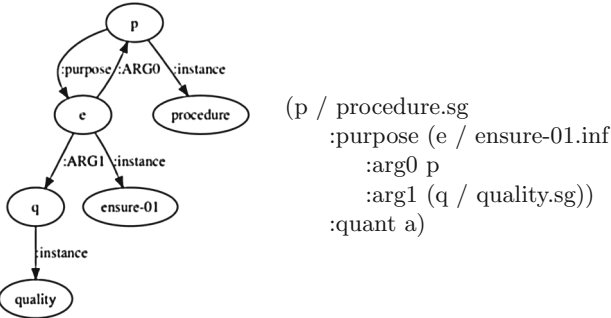 p
:purpose :ARG0 :instance
e procedure
:ARG1 :instance
q ensure-01
:instance
quality
(p / procedure.sg
:purpose (e / ensure-01.inf
:arg0 p
:arg1 (q / quality.sg))
:quant a)